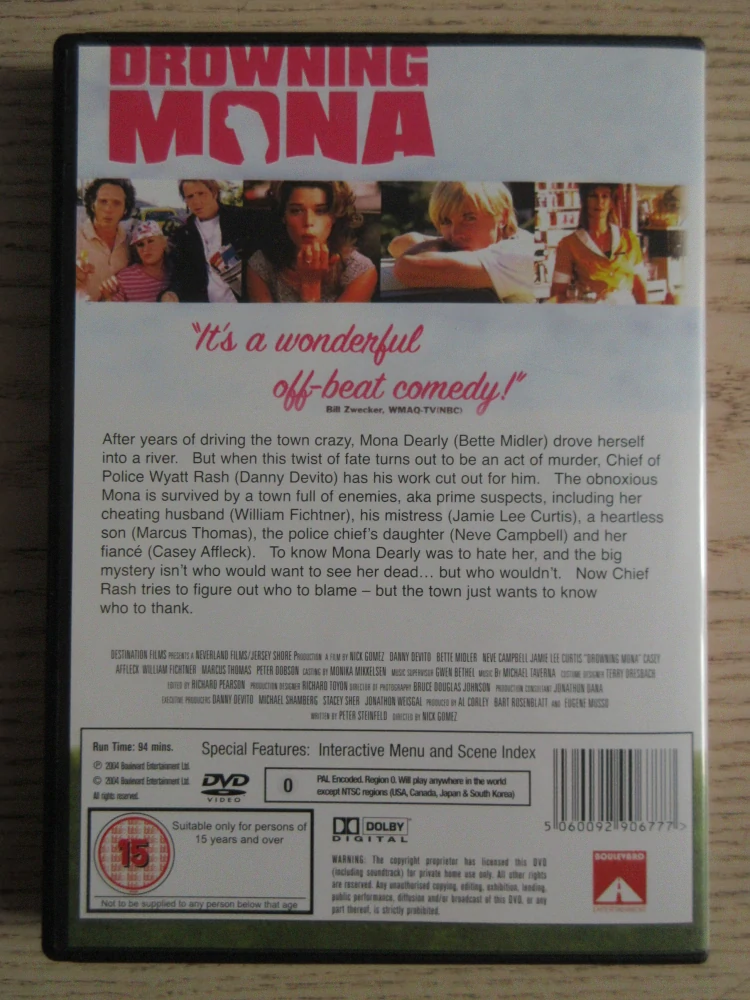 DROWNING
MONA
"It's a wonderful
off-beat comedy!"
Bill Zwecker, WMAQ-TV(NBC)
After years of driving the town crazy, Mona Dearly (Bette Midler) drove herself
into a river. But when this twist of fate turns out to be an act of murder, Chief of
Police Wyatt Rash (Danny Devito) has his work cut out for him. The obnoxious
Mona is survived by a town full of enemies, aka prime suspects, including her
cheating husband (William Fichtner), his mistress (Jamie Lee Curtis), a heartless
son (Marcus Thomas), the police chief's daughter (Neve Campbell) and her
fiancé (Casey Affleck). To know Mona Dearly was to hate her, and the big
mystery isn't who would want to see her dead... but who wouldn't. Now Chief
Rash tries to figure out who to blame – but the town just wants to know
who to thank.
DESTINATION FILMS PRESENTS A NEVERLAND FILMS/JERSEY SHORE PRODUCTION A FILM BY NICK GOMEZ DANNY DEVITO BETTE MIDLER NEVE CAMPBELL JAMIE LEE CURTIS "DROWNING MONA" CASEY
AFFLECK WILLIAM FICHTNER MARCUS THOMAS PETER DOBSON CASTING BY MONIKA MIKKELSEN MUSIC SUPERVISOR GWEN BETHEL MUSIC BY MICHAEL TAVERNA COSTUME DESIGNER TERRY DRESBACH
EDITED BY RICHARD PEARSON PRODUCTION DESIGNER RICHARD TOYON DIRECTOR OF PHOTOGRAPHY BRUCE DOUGLAS JOHNSON PRODUCTION CONSULTANT JONATHON DANA
EXECUTIVE PRODUCERS DANNY DEVITO MICHAEL SHAMBERG STACEY SHER JONATHON WEISGAL PRODUCED BY AL CORLEY BART ROSENBLATT AND EUGENE MUSSO
WRITTEN BY PETER STEINFELD DIRECTED BY NICK GOMEZ
Run Time: 94 mins. Special Features: Interactive Menu and Scene Index
℗ 2004 Boulevard Entertainment Ltd.
© 2004 Boulevard Entertainment Ltd.
All rights reserved.
DVD
VIDEO
0
PAL Encoded. Region 0. Will play anywhere in the world
except NTSC regions (USA, Canada, Japan & South Korea)
5 060092 906777 >
15
Suitable only for persons of
15 years and over
Not to be supplied to any person below that age
DOLBY
DIGITAL
WARNING: The copyright proprietor has licensed this DVD
(including soundtrack) for private home use only. All other rights
are reserved. Any unauthorised copying, editing, exhibition, lending,
public performance, diffusion and/or broadcast of this DVD, or any
part thereof, is strictly prohibited.
BOULEVARD
ENTERTAINMENT